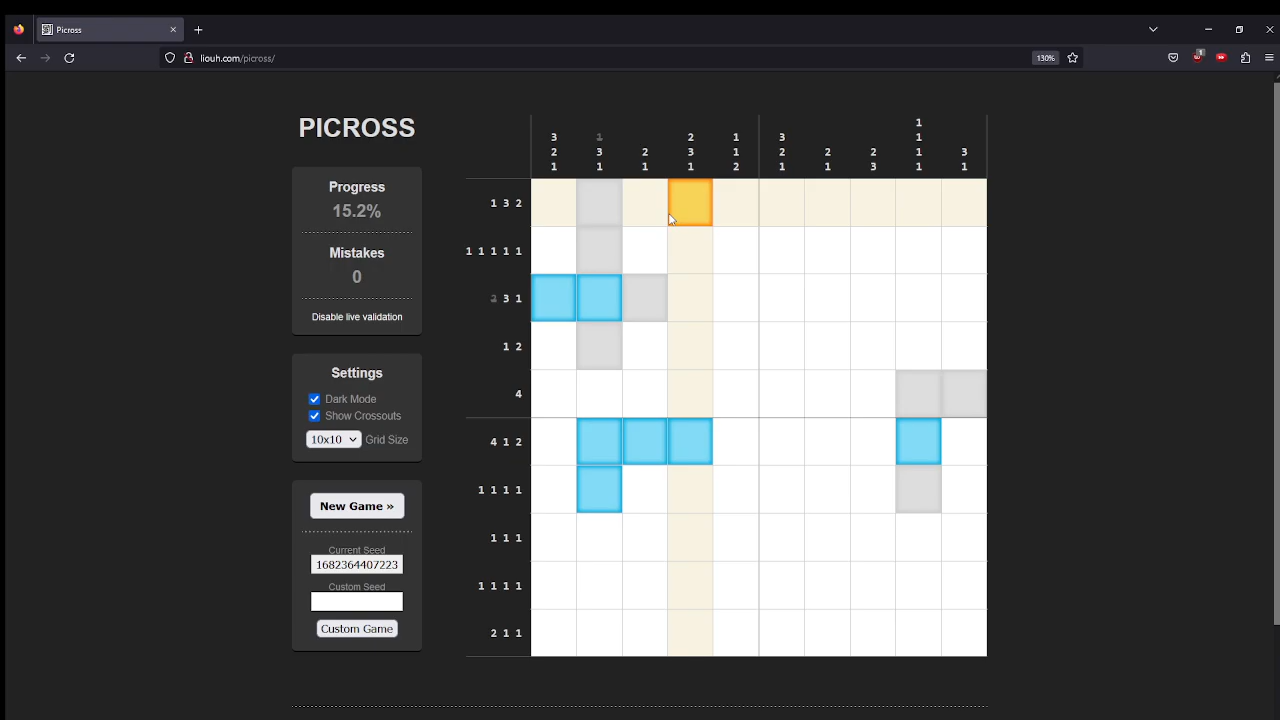 Picross
liouh.com/picross/
130%
1
PICROSS
Progress
15.2%
Mistakes
0
Disable live validation
Settings
Dark Mode
Show Crossouts
10x10 Grid Size
New Game »
Current Seed
1682364407223
Custom Seed
Custom Game
3 2 1
1 3 1
2 1
2 3 1
1 1 2
3 2 1
2 1
2 3
1 1 1 1
3 1
1 3 2
1 1 1 1 1
2 3 1
1 2
4
4 1 2
1 1 1 1
1 1 1
1 1 1 1
2 1 1